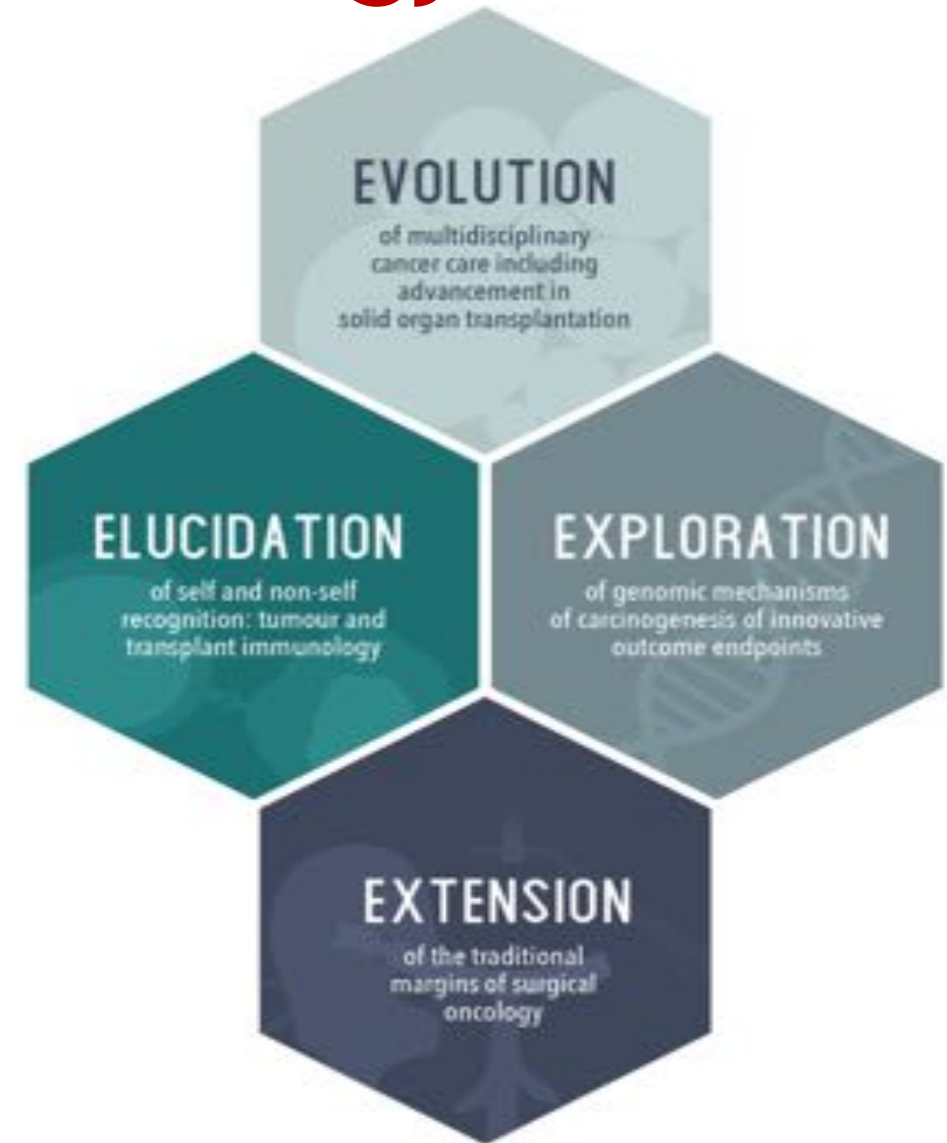 EVOLUTION
of multidisciplinary
cancer care including
advancement in
solid organ transplantation
ELUCIDATION
of self and non-self
recognition: tumour and
transplant immunology
EXPLORATION
of genomic mechanisms
of carcinogenesis of innovative
outcome endpoints
EXTENSION
of the traditional
margins of surgical
oncology